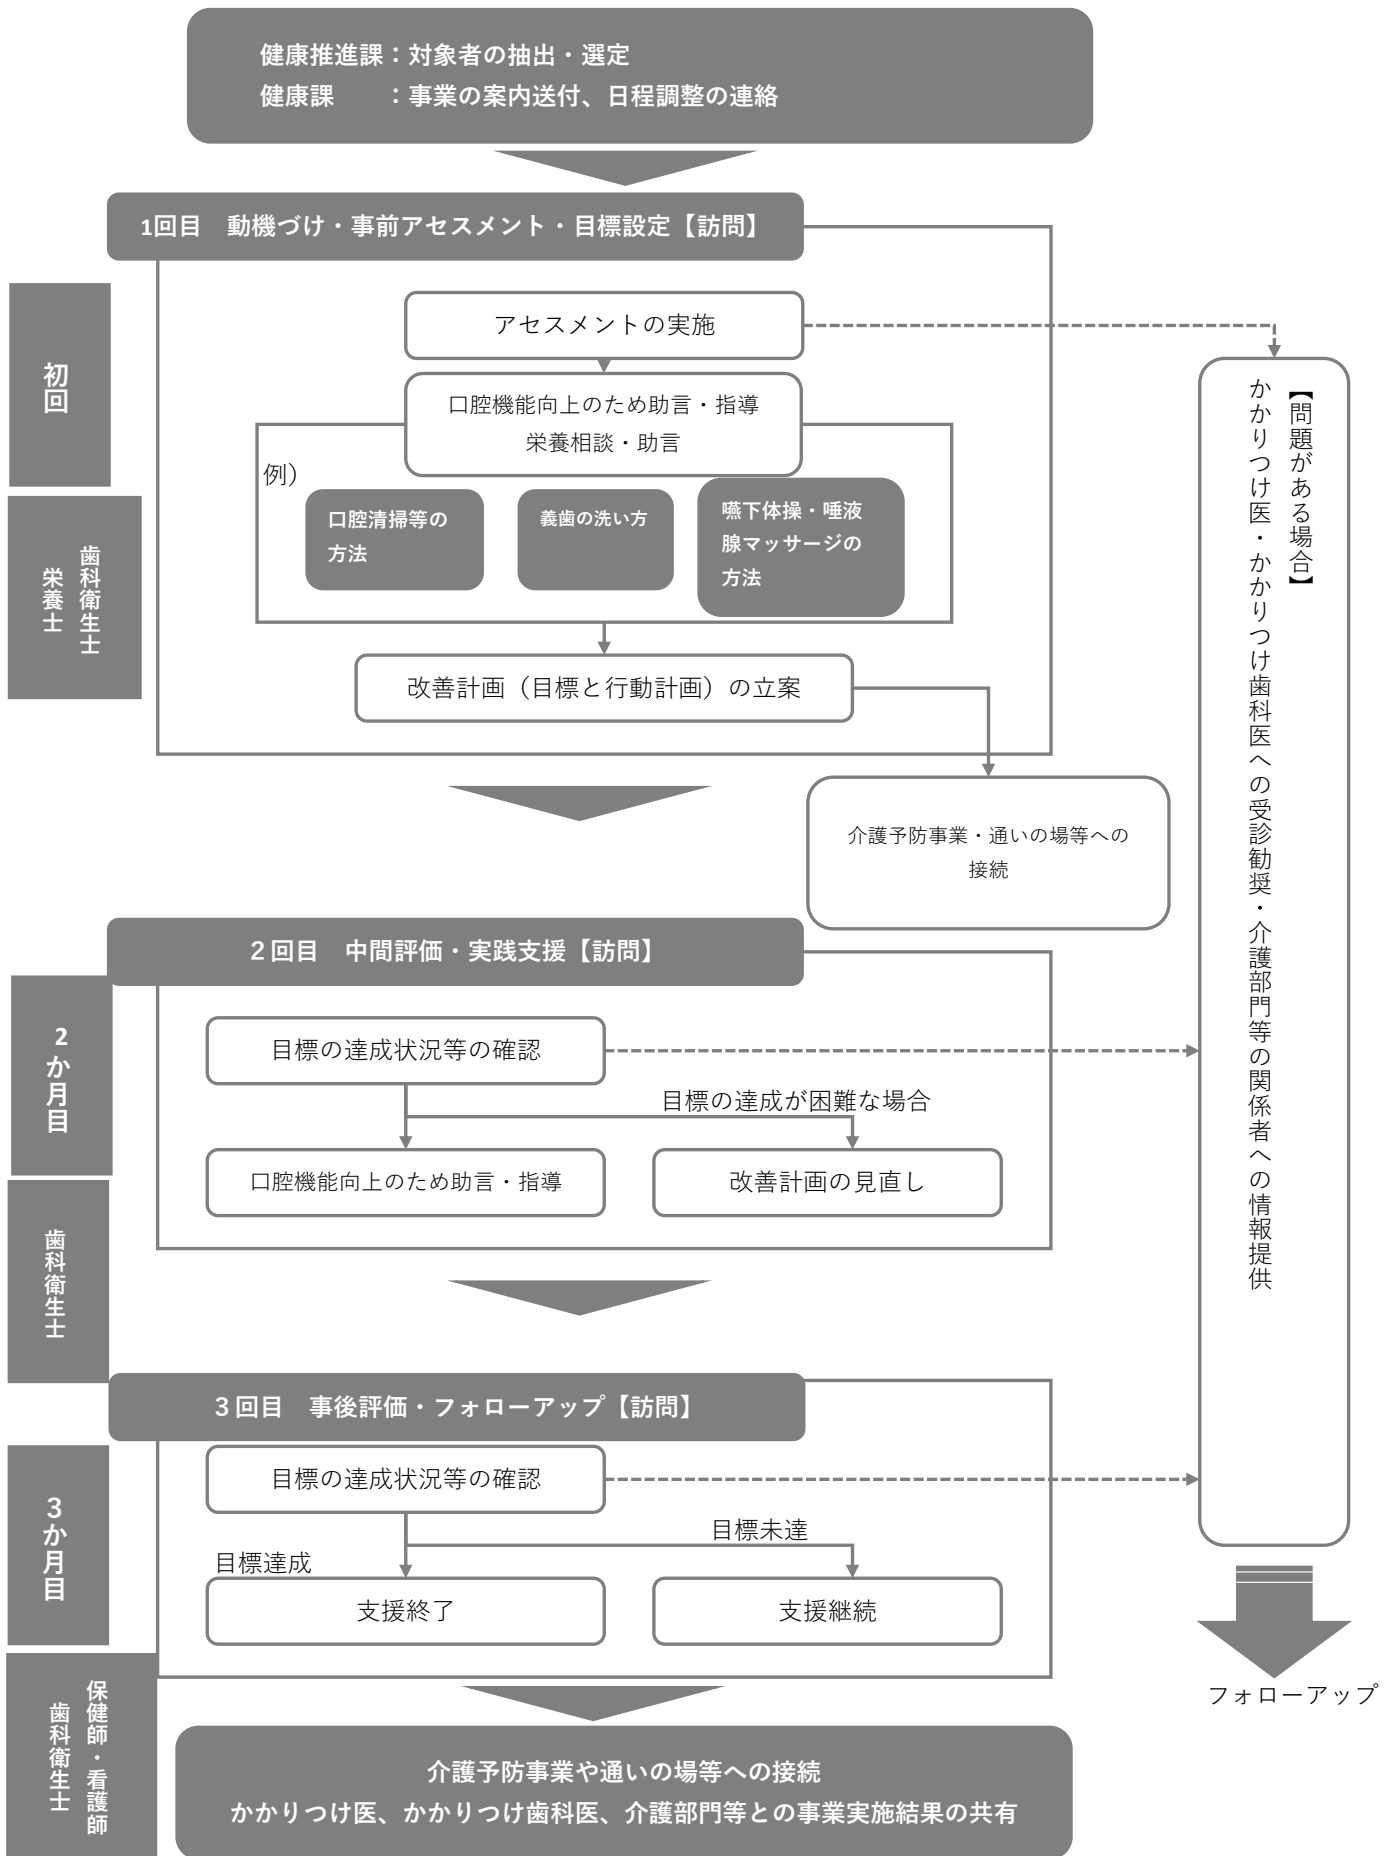 健康推進課：対象者の抽出・選定
健康課　　：事業の案内送付、日程調整の連絡
1回目　動機づけ・事前アセスメント・目標設定【訪問】
初回
歯科衛生士
栄養士
アセスメントの実施
口腔機能向上のため助言・指導
栄養相談・助言
例）
口腔清掃等の
方法
義歯の洗い方
嚥下体操・唾液
腺マッサージの
方法
改善計画（目標と行動計画）の立案
介護予防事業・通いの場等への
接続
【問題がある場合】
かかりつけ医・かかりつけ歯科医への受診勧奨・介護部門等の関係者への情報提供
２回目　中間評価・実践支援【訪問】
2か月目
歯科衛生士
目標の達成状況等の確認
目標の達成が困難な場合
口腔機能向上のため助言・指導
改善計画の見直し
３回目　事後評価・フォローアップ【訪問】
３か月目
保健師・看護師
歯科衛生士
目標の達成状況等の確認
目標未達
目標達成
支援終了
支援継続
フォローアップ
介護予防事業や通いの場等への接続
かかりつけ医、かかりつけ歯科医、介護部門等との事業実施結果の共有